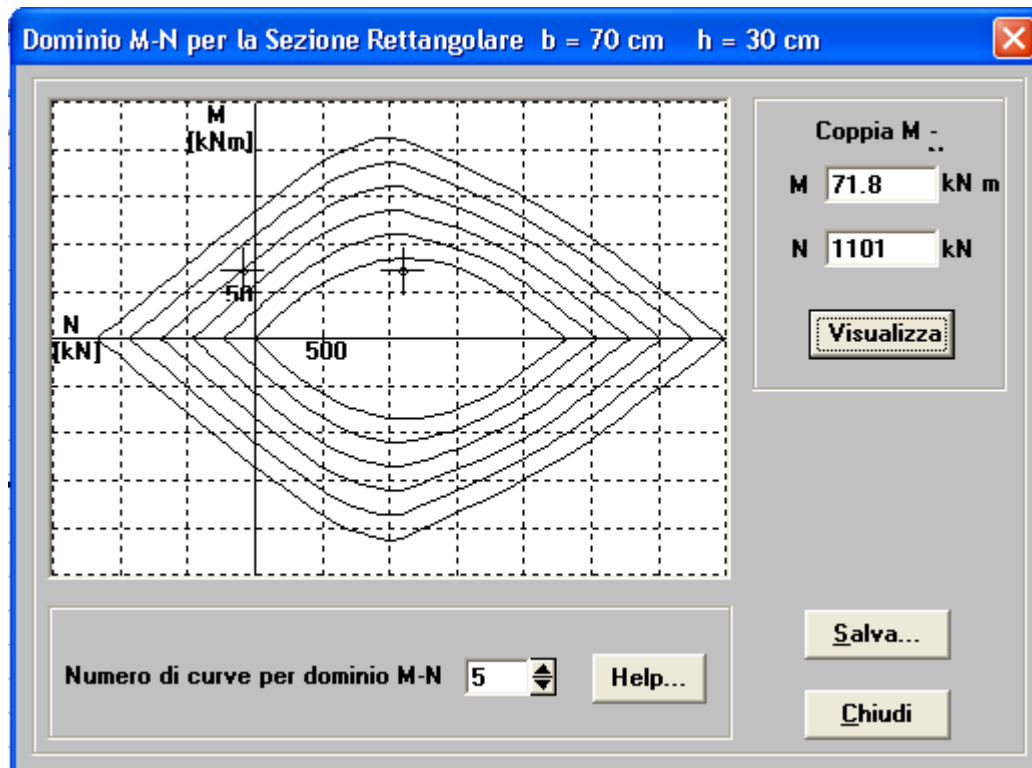 Dominio M-N per la Sezione Rettangolare b = 70 cm h = 30 cm
M
[kNm]
50
N
[kN]
500
Coppia M -
M 71.8 kN m
N 1101 kN
Visualizza
Numero di curve per dominio M-N 5 Help...
Salva...
Chiudi